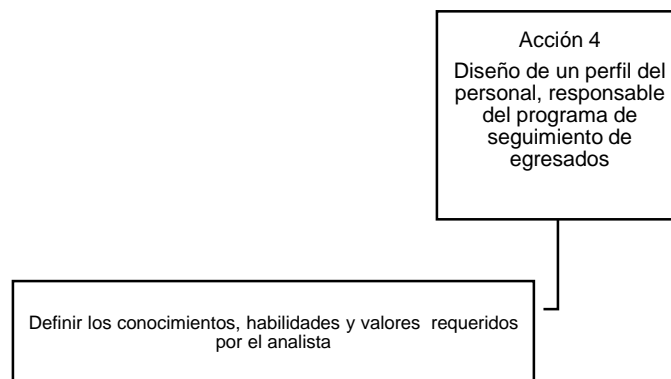 Acción 4
Diseño de un perfil del
personal, responsable
del programa de
seguimiento de
egresados
Definir los conocimientos, habilidades y valores  requeridos
por el analista